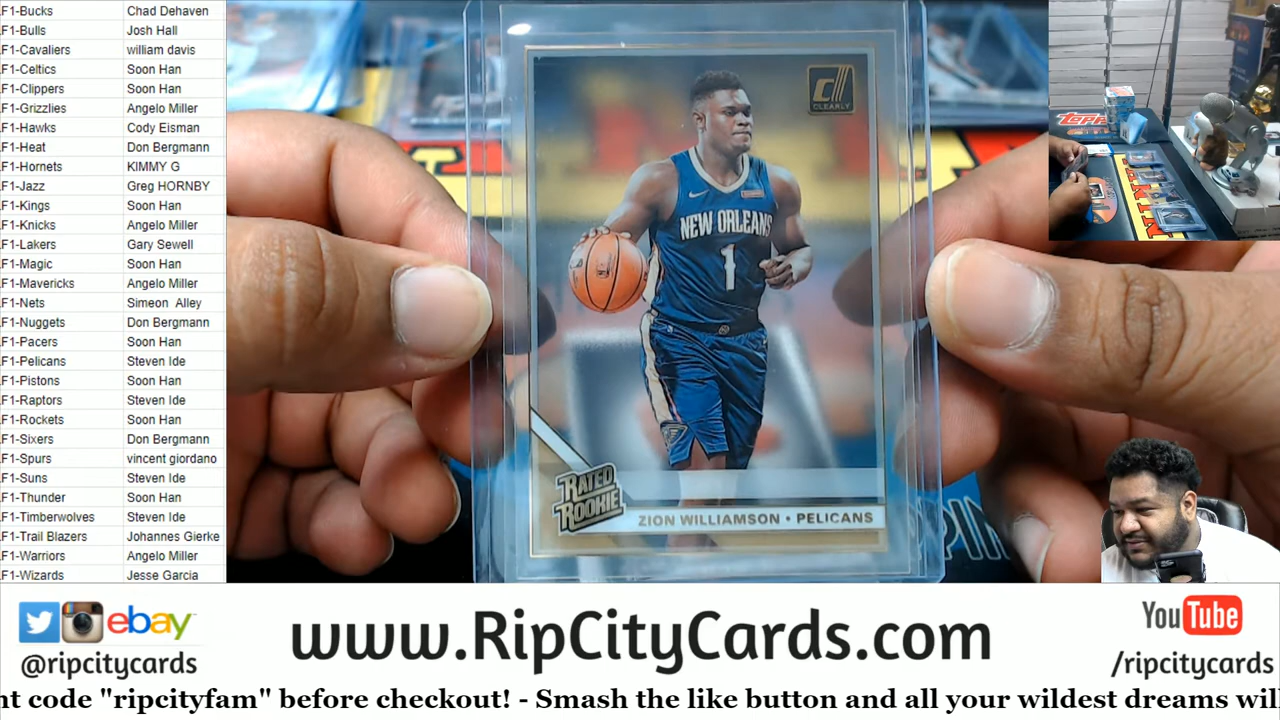 .F1-Bucks Chad Dehaven
.F1-Bulls Josh Hall
.F1-Cavaliers william davis
.F1-Celtics Soon Han
.F1-Clippers Soon Han
.F1-Grizzlies Angelo Miller
.F1-Hawks Cody Eisman
.F1-Heat Don Bergmann
.F1-Hornets KIMMY G
.F1-Jazz Greg HORNBY
.F1-Kings Soon Han
.F1-Knicks Angelo Miller
.F1-Lakers Gary Sewell
.F1-Magic Soon Han
.F1-Mavericks Angelo Miller
.F1-Nets Simeon Alley
.F1-Nuggets Don Bergmann
.F1-Pacers Soon Han
.F1-Pelicans Steven Ide
.F1-Pistons Soon Han
.F1-Raptors Steven Ide
.F1-Rockets Soon Han
.F1-Sixers Don Bergmann
.F1-Spurs vincent giordano
.F1-Suns Steven Ide
.F1-Thunder Soon Han
.F1-Timberwolves Steven Ide
.F1-Trail Blazers Johannes Gierke
.F1-Warriors Angelo Miller
.F1-Wizards Jesse Garcia
CLEARLY
NEW ORLEANS
1
RATED
ROOKIE
ZION WILLIAMSON • PELICANS
TOPPS
PANINI
ebay
@ripcitycards
www.RipCityCards.com
YouTube
/ripcitycards
nt code "ripcityfam" before checkout! - Smash the like button and all your wildest dreams wil